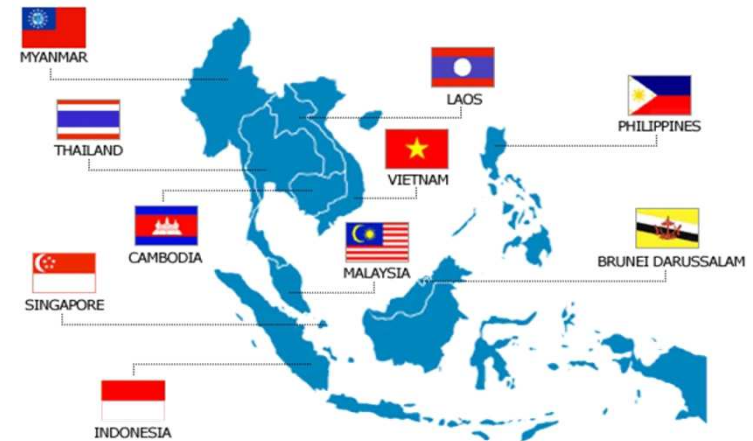 MYANMAR
LAOS
PHILIPPINES
THAILAND
VIETNAM
CAMBODIA
MALAYSIA
BRUNEI DARUSSALAM
SINGAPORE
INDONESIA